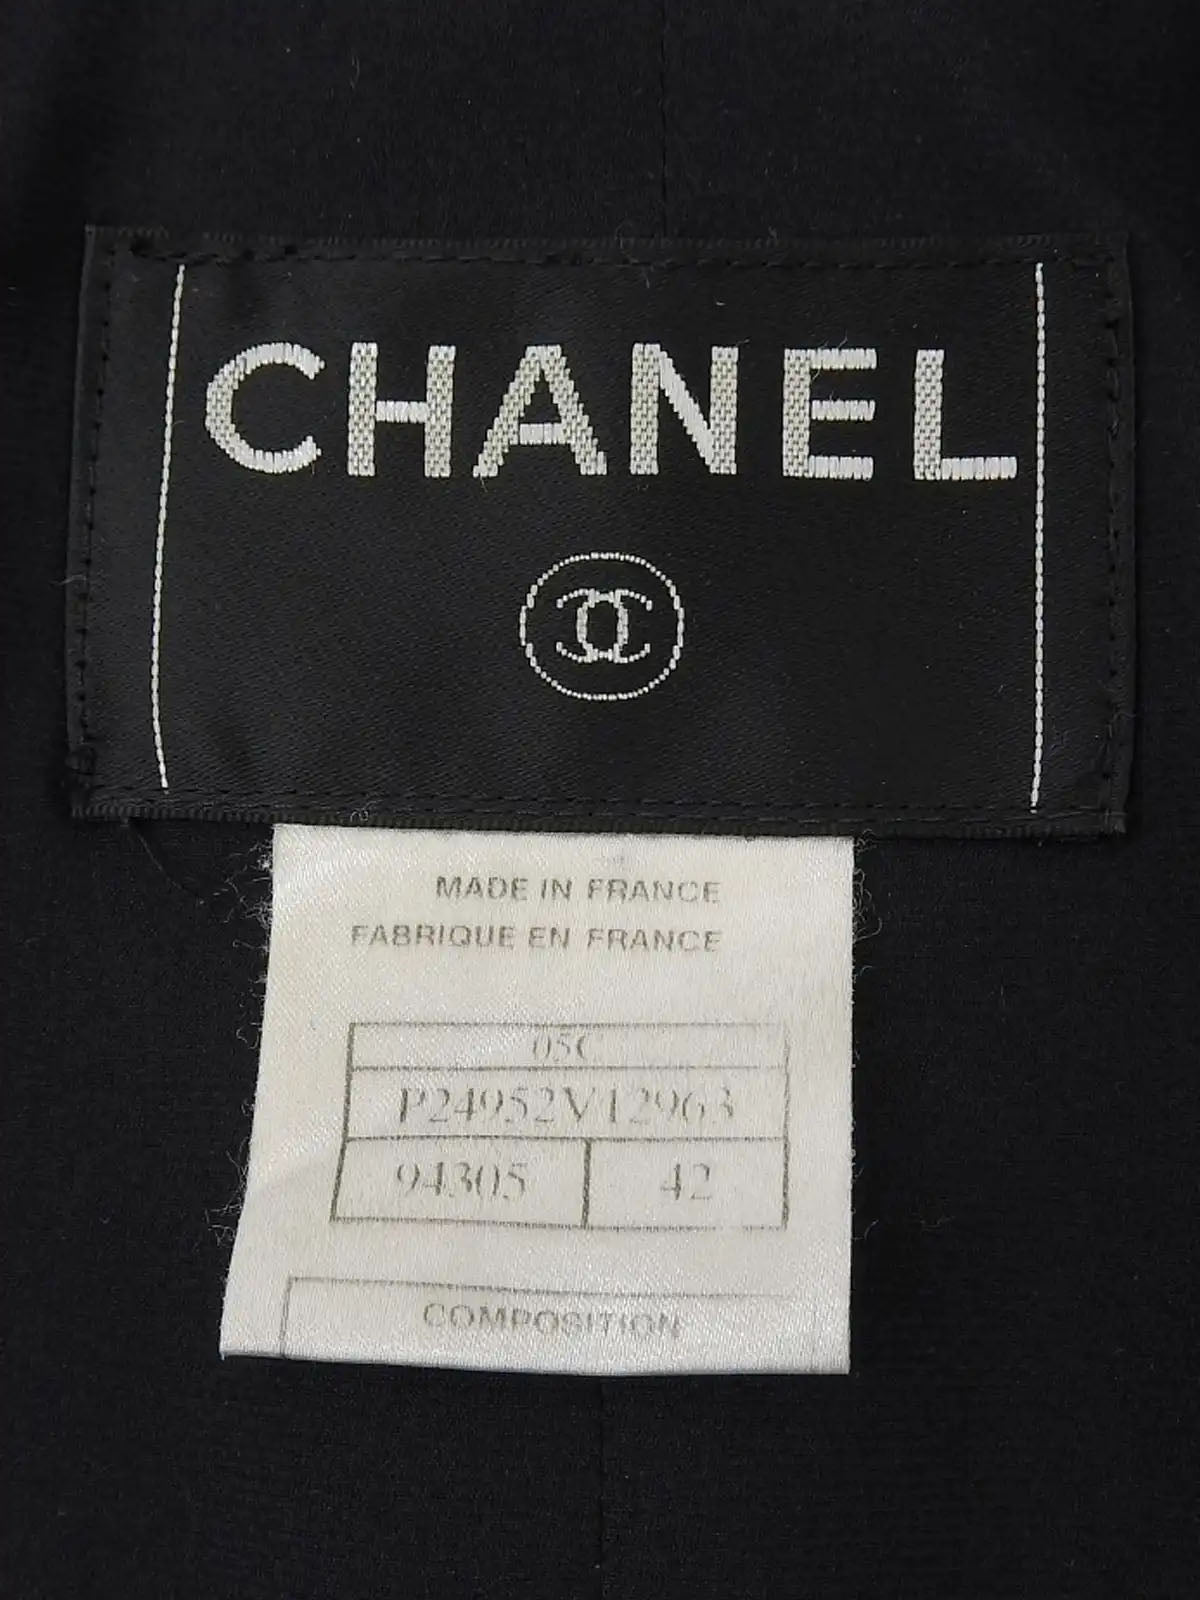 CHANEL
MADE IN FRANCE
FABRIQUE EN FRANCE
05C
P24952V12963
94305 42
COMPOSITION